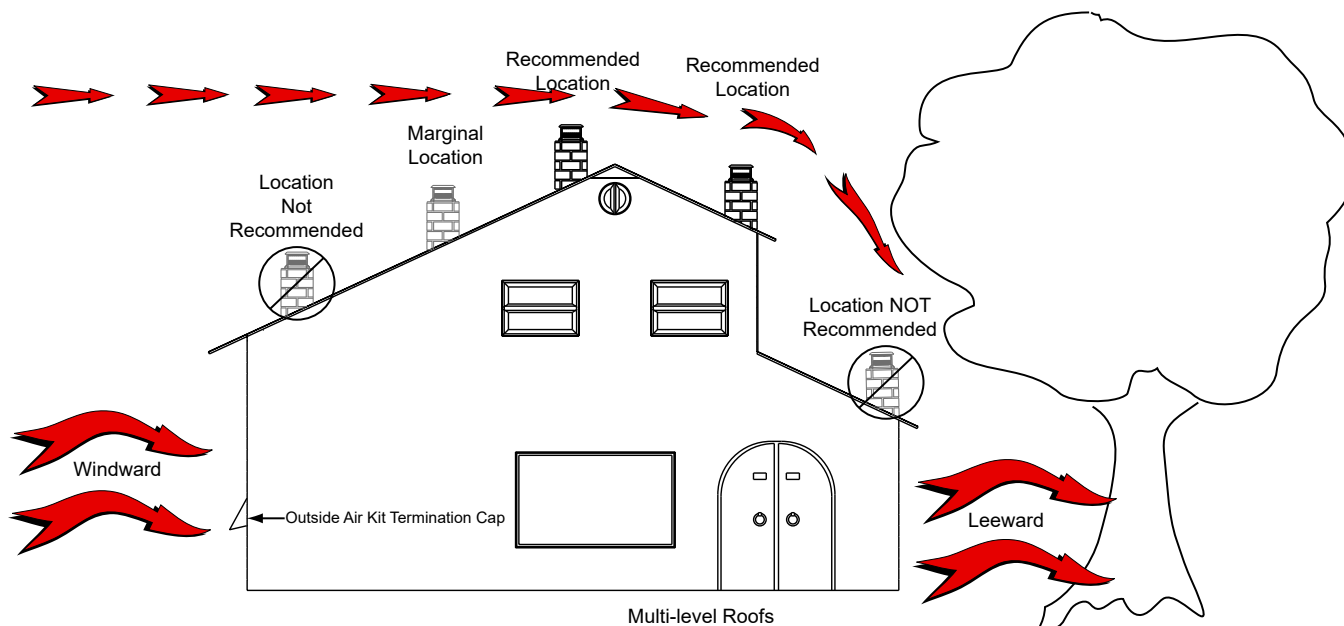 Recommended
Location
Recommended
Location
Marginal
Location
Location
Not
Recommended
Location NOT
Recommended
Windward
Outside Air Kit Termination Cap
Leeward
Multi-level Roofs